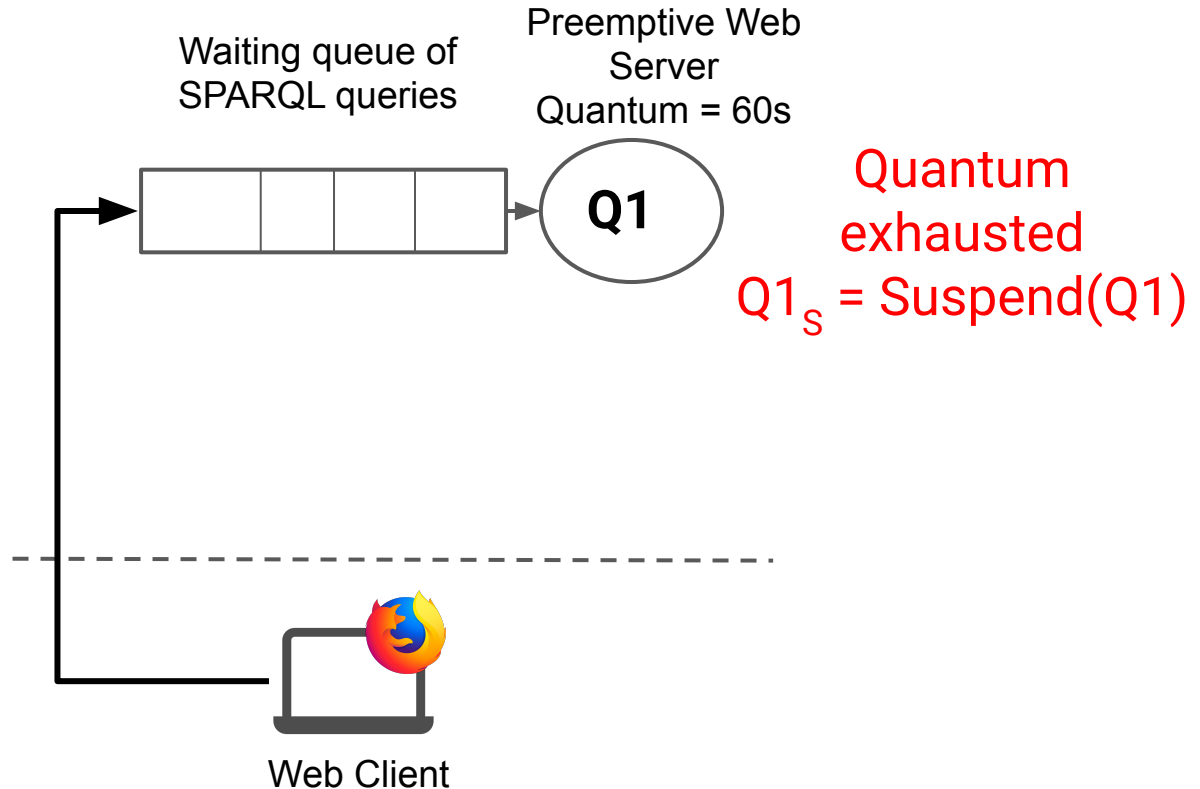 Waiting queue of
SPARQL queries
Preemptive Web
Server
Quantum = 60s
Q1
Quantum
exhausted
Q1S = Suspend(Q1)
Web Client